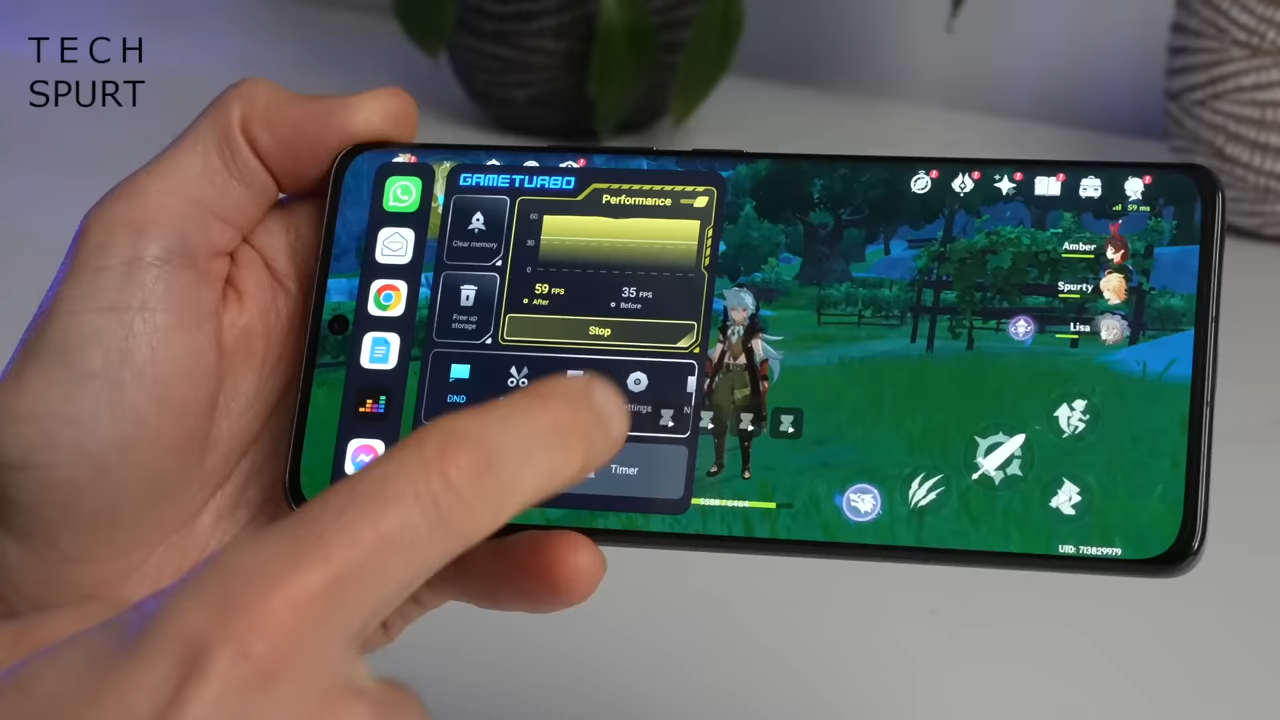 TECH
SPURT
GAMETURBO
Performance
Clear memory
60
30
0
59 FPS
After
35 FPS
Before
Free up
storage
Stop
DND
Timer
59 ms
Amber
Spurty
Lisa
UID: 713829979